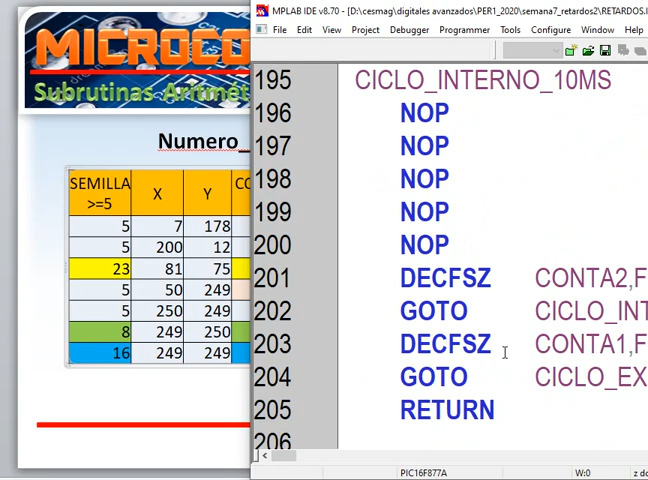 MICROCO
Subrutinas Aritmét
Numero_
SEMILLA >=5 X Y CO
5 7 178
5 200 12
23 81 75
5 50 249
5 250 249
8 249 250
16 249 249
MPLAB IDE v8.70 - [D:\cesmag\digitales avanzados\PER1_2020\semana7_retardos2\RETARDOS.
File Edit View Project Debugger Programmer Tools Configure Window Help
195 CICLO_INTERNO_10MS
196 NOP
197 NOP
198 NOP
199 NOP
200 NOP
201 DECFSZ CONTA2,F
202 GOTO CICLO_INT
203 DECFSZ CONTA1,F
204 GOTO CICLO_EX
205 RETURN
206
PIC16F877A W:0 z d